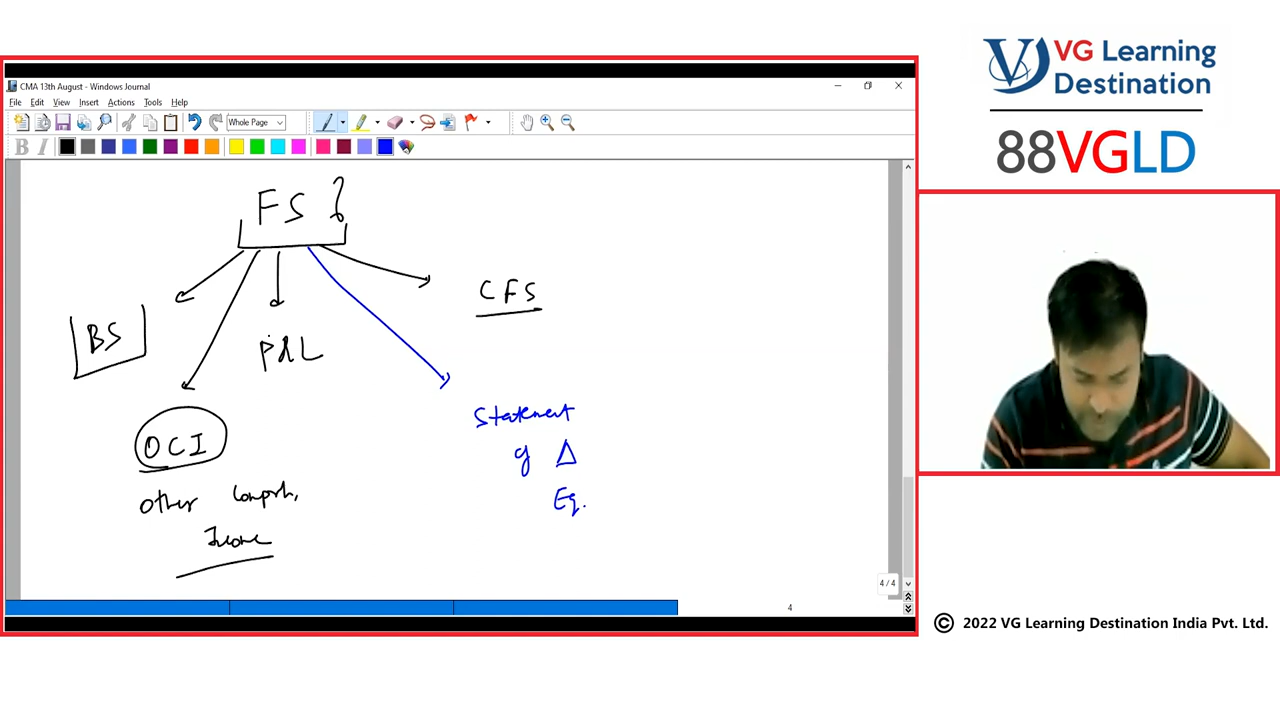 CMA 13th August - Windows Journal
File Edit View Insert Actions Tools Help
Whole Page
B I
FS ?
BS
P&L
CFS
OCI
Other Compreh.
Income
Statement
of Δ
Eq.
4 / 4
4
VG Learning
Destination
88VGLD
© 2022 VG Learning Destination India Pvt. Ltd.